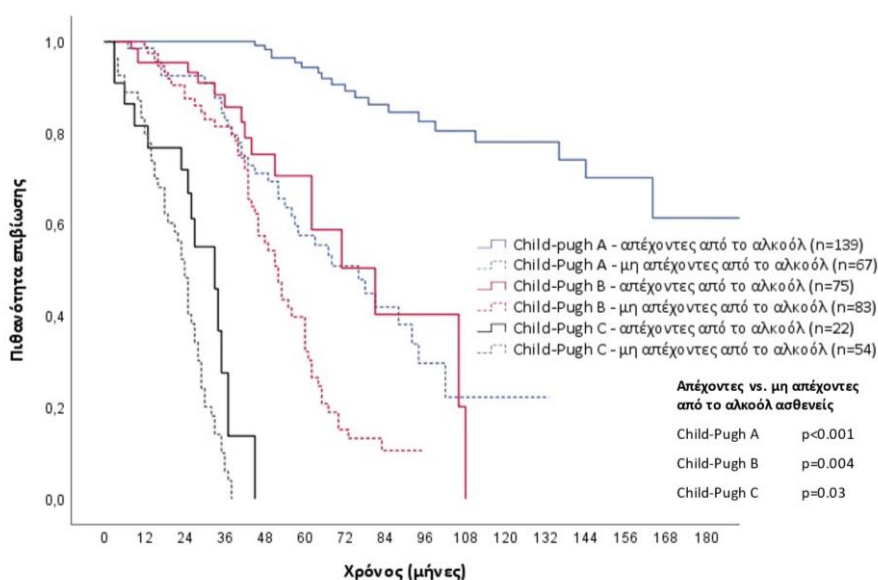 1,0
0,8
0,6
0,4
0,2
0,0
Πιθανότητα επιβίωσης
Child-pugh A - απέχοντες από το αλκοόλ (n=139)
Child-Pugh A - μη απέχοντες από το αλκοόλ (n=67)
Child-Pugh B - απέχοντες από το αλκοόλ (n=75)
Child-Pugh B - μη απέχοντες από το αλκοόλ (n=83)
Child-Pugh C - απέχοντες από το αλκοόλ (n=22)
Child-Pugh C - μη απέχοντες από το αλκοόλ (n=54)
Απέχοντες vs. μη απέχοντες
από το αλκοόλ ασθενείς
Child-Pugh A p<0.001
Child-Pugh B p=0.004
Child-Pugh C p=0.03
0 12 24 36 48 60 72 84 96 108 120 132 144 156 168 180
Χρόνος (μήνες)